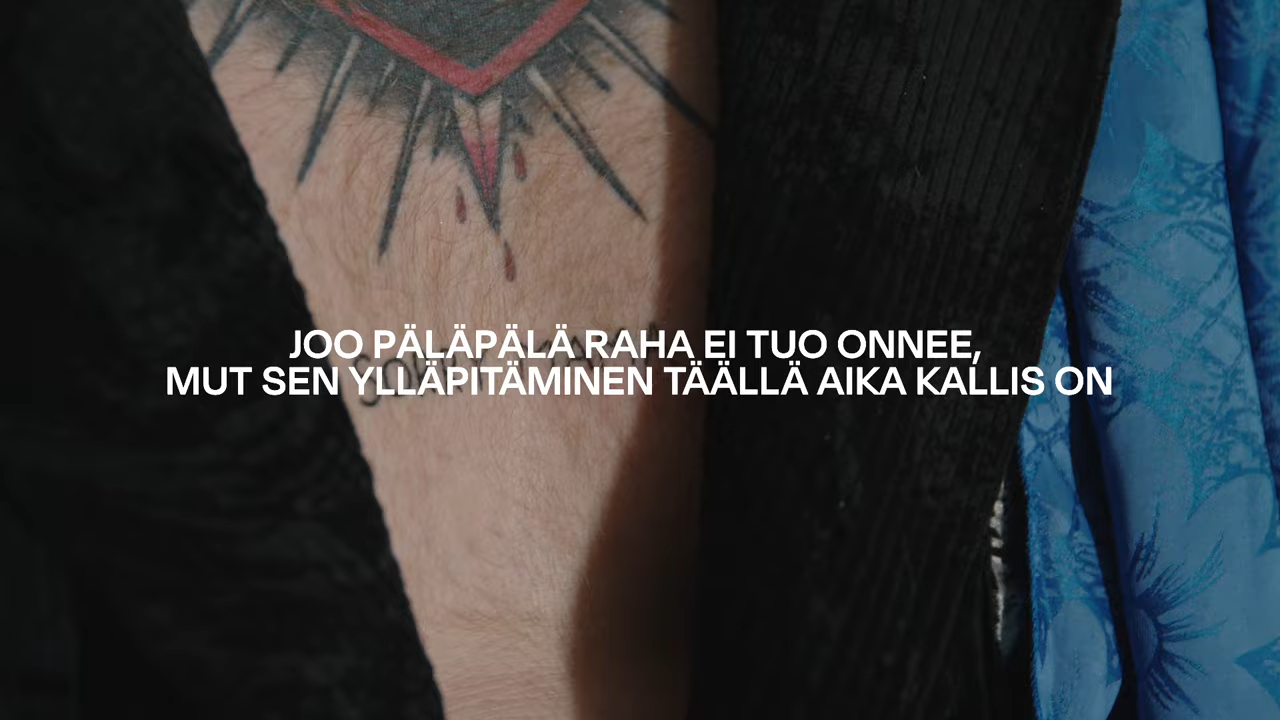 JOO PÄLÄPÄLÄ RAHA EI TUO ONNEE,
MUT SEN YLLÄPITÄMINEN TÄÄLLÄ AIKA KALLIS ON